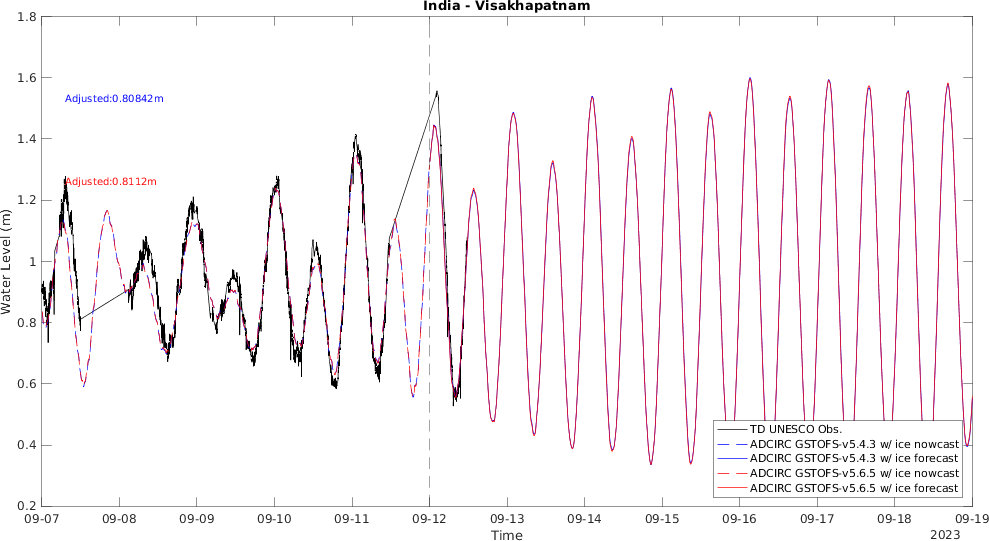 India - Visakhapatnam
1.8
1.6
1.4
1.2
1
0.8
0.6
0.4
0.2
Water Level (m)
Adjusted:0.80842m
Adjusted:0.8112m
TD UNESCO Obs.
ADCIRC GSTOFS-v5.4.3 w/ ice nowcast
ADCIRC GSTOFS-v5.4.3 w/ ice forecast
ADCIRC GSTOFS-v5.6.5 w/ ice nowcast
ADCIRC GSTOFS-v5.6.5 w/ ice forecast
09-07 09-08 09-09 09-10 09-11 09-12 09-13 09-14 09-15 09-16 09-17 09-18 09-19
Time
2023